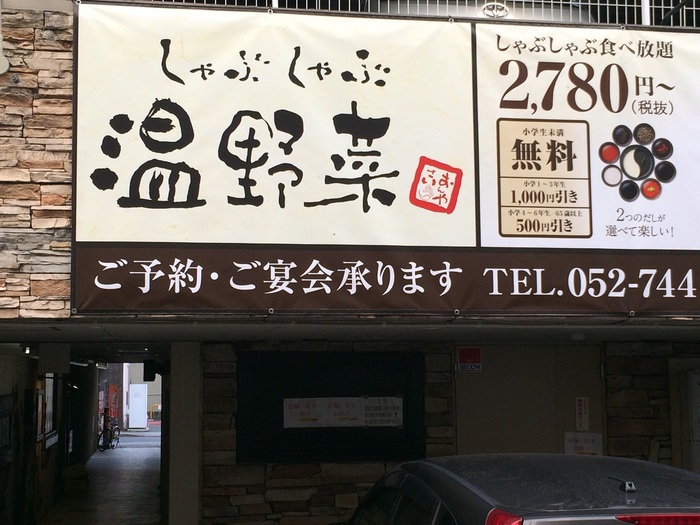 しゃぶしゃぶ
温野菜
おんやさい
しゃぶしゃぶ食べ放題
2,780円〜
(税抜)
小学生未満
無料
小学1〜3年生
1,000円引き
小学4〜6年生/65歳以上
500円引き
2つのだしが
選べて楽しい!
ご予約・ご宴会承ります TEL.052-744